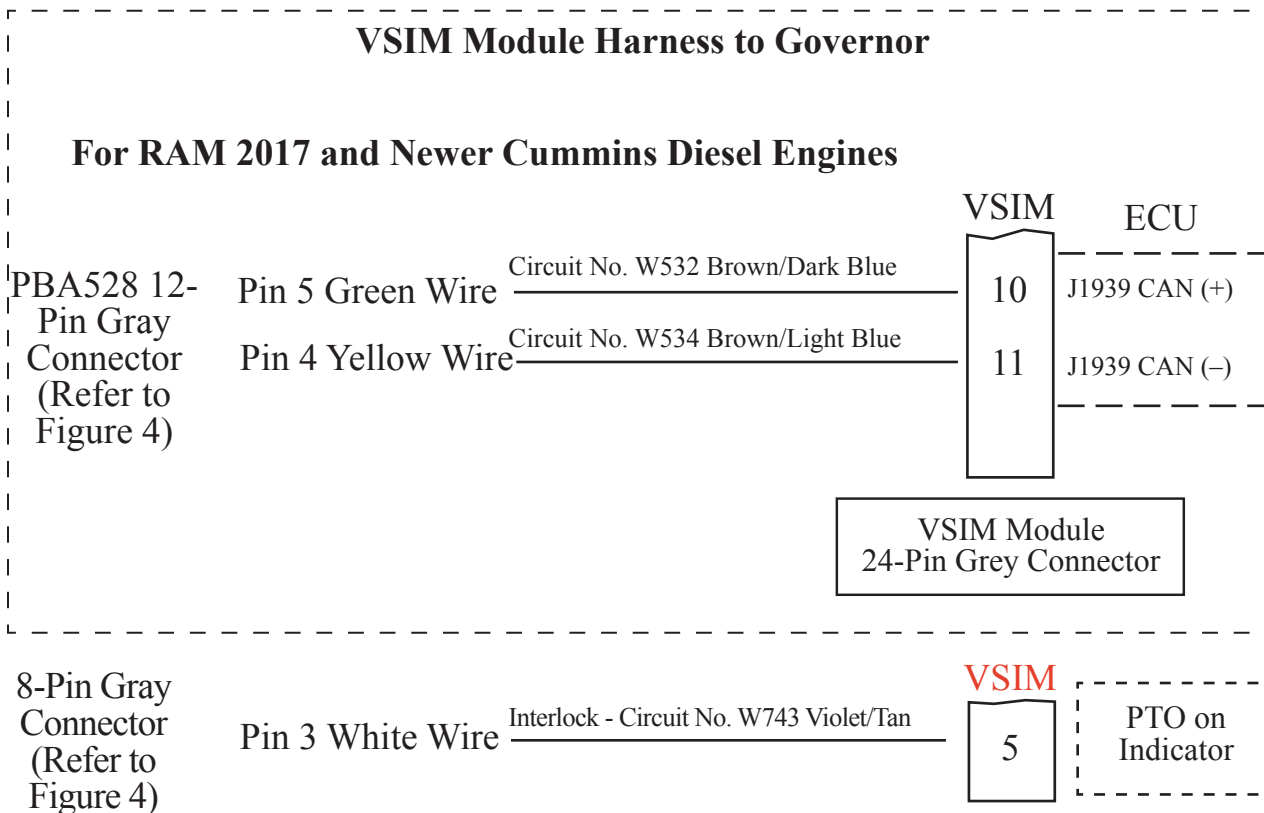 VSIM Module Harness to Governor
For RAM 2017 and Newer Cummins Diesel Engines
VSIM
ECU
PBA528 12-
Pin Gray
Connector
(Refer to
Figure 4)
Pin 5 Green Wire
Circuit No. W532 Brown/Dark Blue
10
J1939 CAN (+)
Pin 4 Yellow Wire
Circuit No. W534 Brown/Light Blue
11
J1939 CAN (–)
VSIM Module
24-Pin Grey Connector
8-Pin Gray
Connector
(Refer to
Figure 4)
Pin 3 White Wire
Interlock - Circuit No. W743 Violet/Tan
VSIM
5
PTO on
Indicator